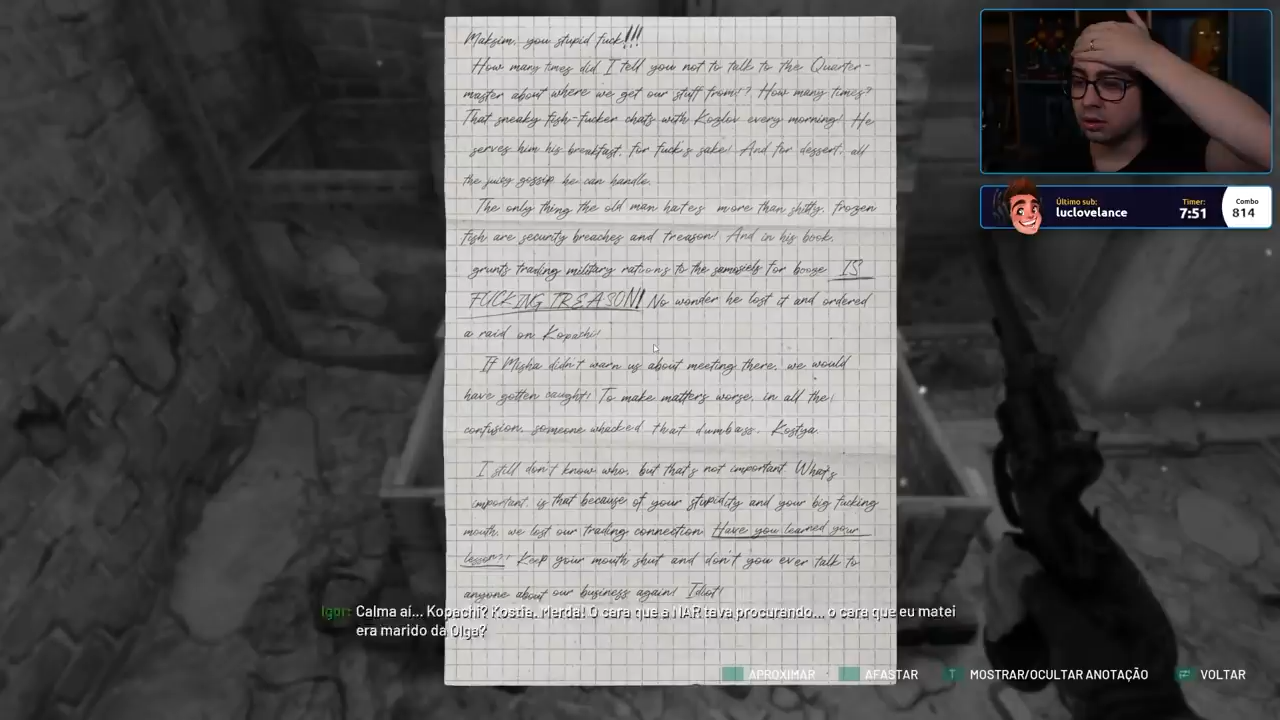 Maksim, you stupid fuck!!!
How many times did I tell you not to talk to the Quarter-
master about where we get our stuff from!? How many times?
That sneaky fish-fucker chats with Kozlov every morning! He
serves him his breakfast, for fuck's sake! And for dessert, all
the juicy gossip he can handle.
The only thing the old man hates more than shitty, frozen
fish are security breaches and treason! And in his book,
grunts trading military rations to the samosiels for booze IS
FUCKING TREASON! No wonder he lost it and ordered
a raid on Kopachi!
If Misha didn't warn us about meeting there, we would
have gotten caught! To make matters worse, in all the
confusion, someone whacked that dumbass, Kostya.
I still don't know who, but that's not important. What's
important, is that because of your stupidity and your big fucking
mouth, we lost our trading connection. Have you learned your
lesson?! Keep your mouth shut and don't you ever talk to
anyone about our business again! Idiot!
Igor: Calma aí... Kopachi? Kostia. Merda! O cara que a NAR tava procurando... o cara que eu matei
era marido da Olga?
APROXIMAR
AFASTAR
T MOSTRAR/OCULTAR ANOTAÇÃO
VOLTAR
Último sub:
luclovelance
Timer:
7:51
Combo
814